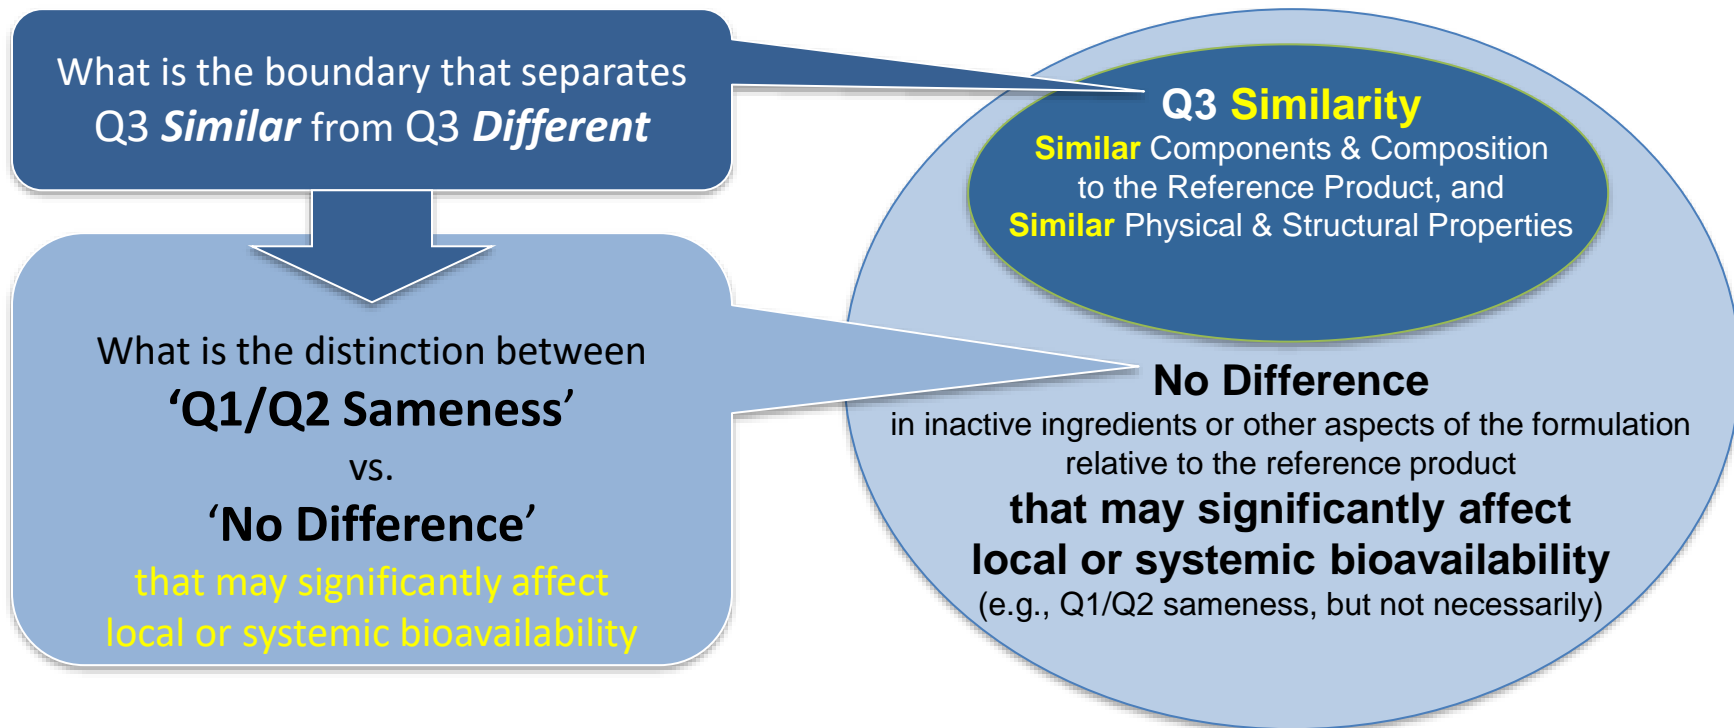 What is the boundary that separates
Q3 Similar from Q3 Different
What is the distinction between
‘Q1/Q2 Sameness’
vs.
‘No Difference’
that may significantly affect
local or systemic bioavailability
Q3 Similarity
Similar Components & Composition
to the Reference Product, and
Similar Physical & Structural Properties
No Difference
in inactive ingredients or other aspects of the formulation
relative to the reference product
that may significantly affect
local or systemic bioavailability
(e.g., Q1/Q2 sameness, but not necessarily)